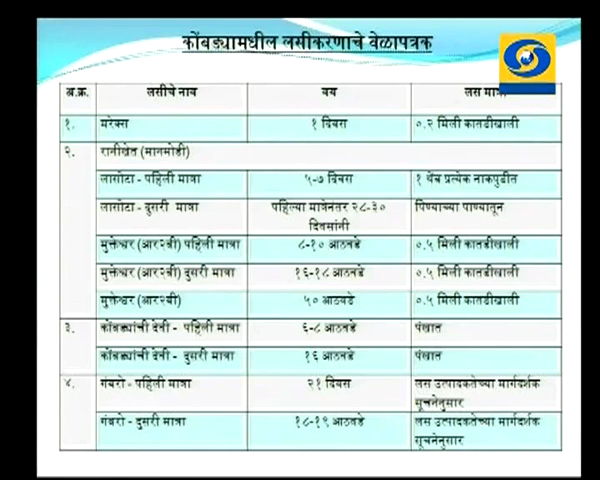 कोंबड्यामधील लसीकरणाचे वेळापत्रक
अ.क्र. लसीचे नाव वय लस मात्रा
१. मरेक्स १ दिवस ०.२ मिली कातडीखाली
२. रानीखेत (मानमोडी)
लासोटा - पहिली मात्रा ५-७ दिवस १ थेंब प्रत्येक नाकपुडीत
लासोटा - दुसरी मात्रा पहिल्या मात्रेनंतर २८-३० पिण्याच्या पाण्यातून
दिवसांनी
मुक्तेश्वर (आर२बी) पहिली मात्रा ८-१० आठवडे ०.५ मिली कातडीखाली
मुक्तेश्वर (आर२बी) दुसरी मात्रा १६-१८ आठवडे ०.५ मिली कातडीखाली
मुक्तेश्वर (आर२बी) ५० आठवडे ०.५ मिली कातडीखाली
३. कोंबड्यांची देवी - पहिली मात्रा ६-८ आठवडे पंखात
कोंबड्यांची देवी - दुसरी मात्रा १६ आठवडे पंखात
४. गंबरो - पहिली मात्रा २१ दिवस लस उत्पादकतेच्या मार्गदर्शक
सूचनेनुसार
गंबरो - दुसरी मात्रा १८-१९ आठवडे लस उत्पादकतेच्या मार्गदर्शक
सूचनेनुसार